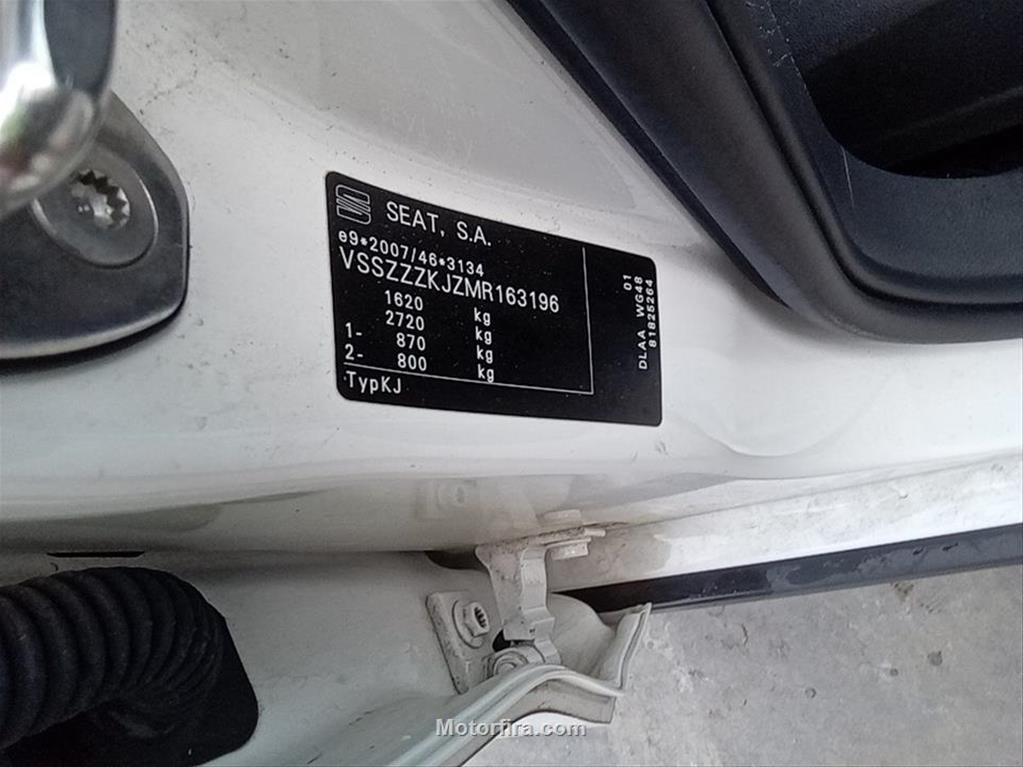 SEAT, S.A.
e9*2007/46*3134
VSSZZZKJZMR163196
1620 kg
2720 kg
1- 870 kg
2- 800 kg
TypKJ
01
DLAA WG48
81825264
Motorfira.com